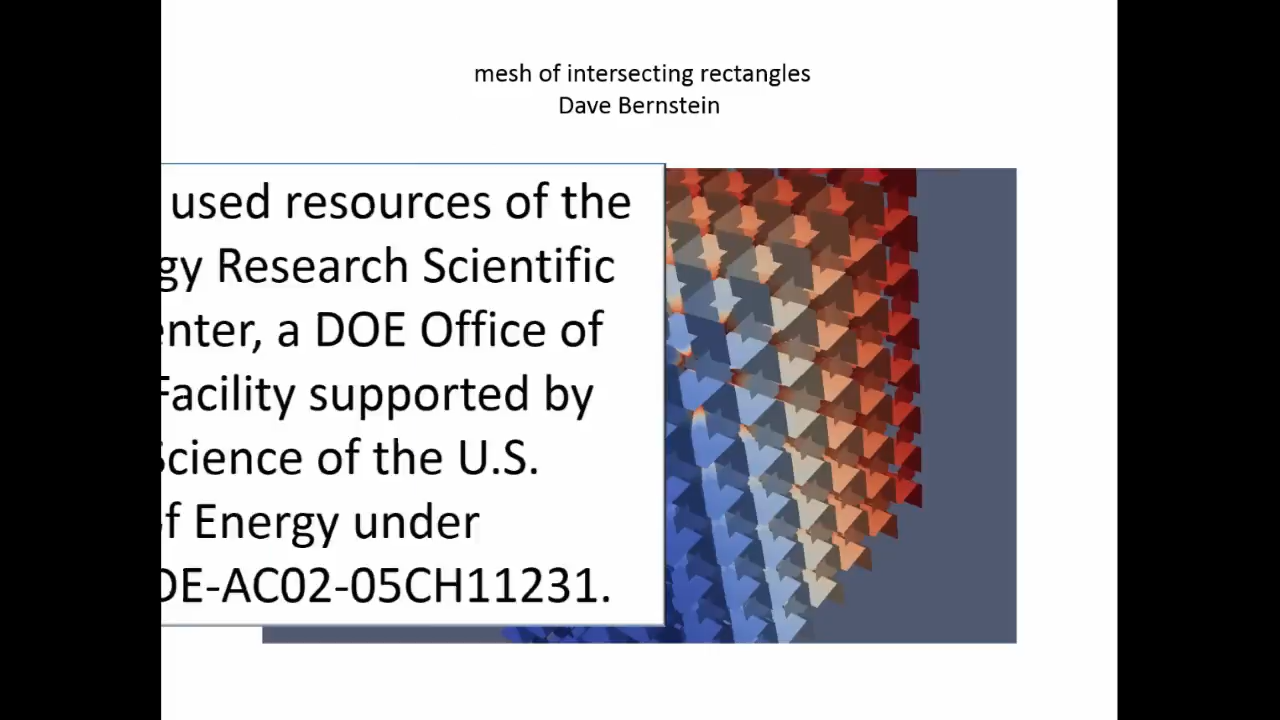 mesh of intersecting rectangles
Dave Bernstein
used resources of the
gy Research Scientific
enter, a DOE Office of
Facility supported by
Science of the U.S.
of Energy under
DE-AC02-05CH11231.